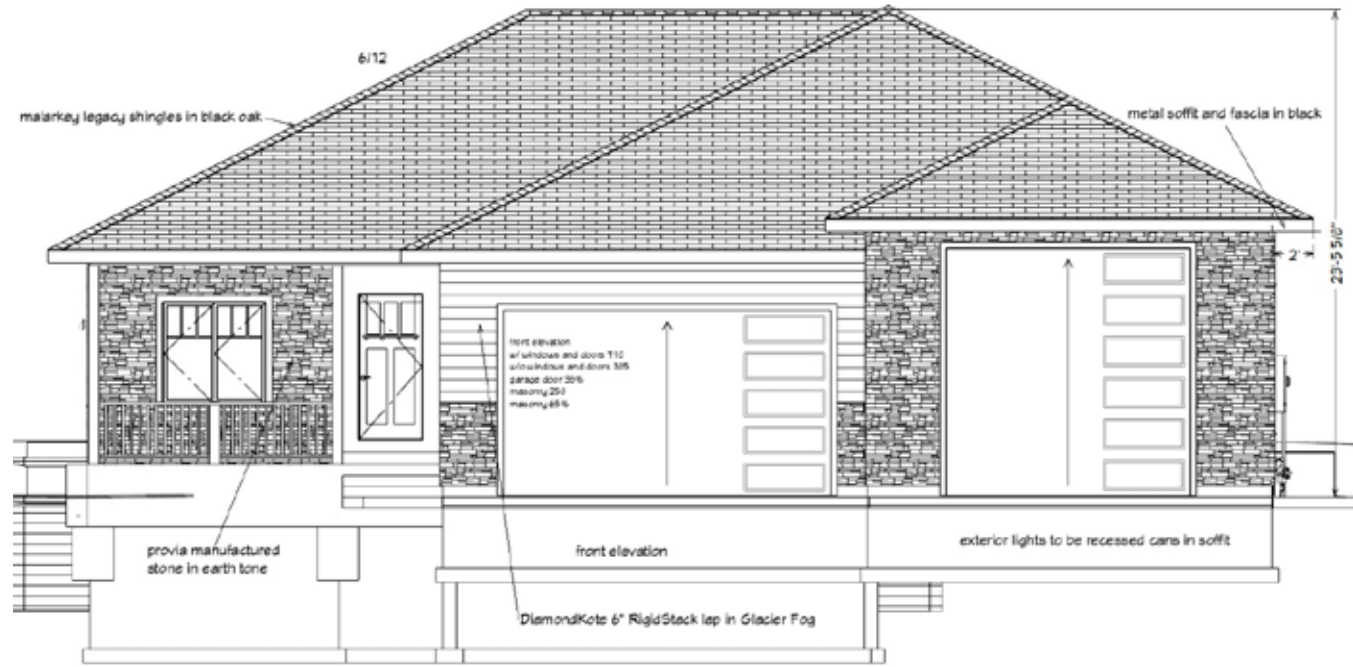 6/12
malarkey legacy shingles in black oak
metal soffit and fascia in black
2'
23'-5 5/8"
front elevation
w/ windows and doors 710
w/o windows and doors 385
garage door 35%
masonry 250
masonry 65%
provia manufactured
stone in earth tone
front elevation
exterior lights to be recessed cans in soffit
DiamondKote 6" RigidStack lap in Glacier Fog